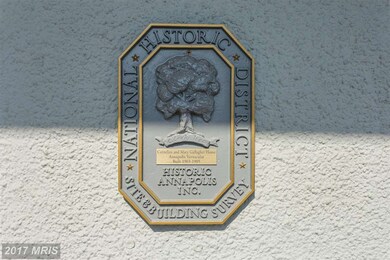 NATIONAL HISTORIC DISTRICT
HISTORIC
ANNAPOLIS
INC.
SITE & BUILDING SURVEY
© 2017 MRIS